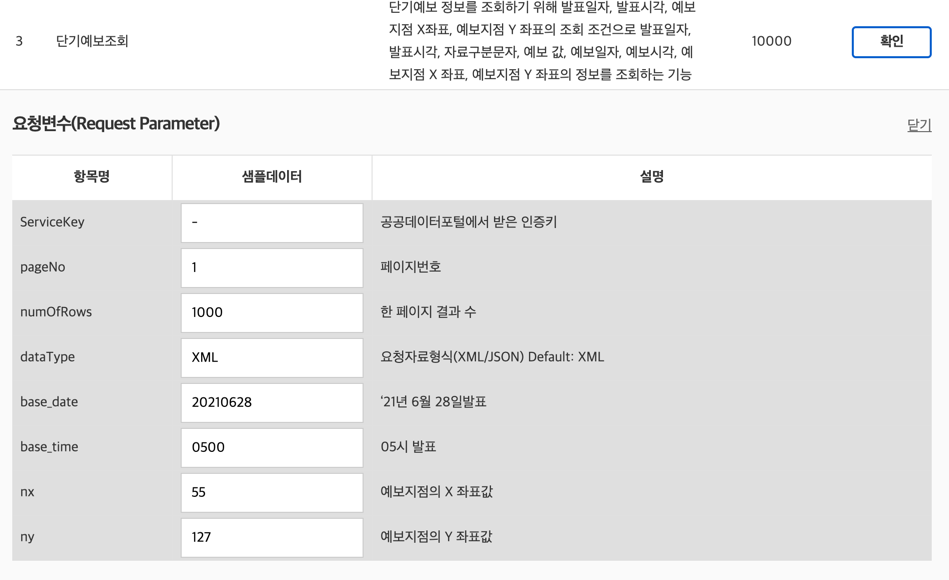 단기예보 정보를 조회하기 위해 발표일자, 발표시각, 예보
지점 X좌표, 예보지점 Y 좌표의 조회 조건으로 발표일자,
3 단기예보조회 10000 확인
발표시각, 자료구분문자, 예보 값, 예보일자, 예보시각, 예
보지점 X 좌표, 예보지점 Y 좌표의 정보를 조회하는 기능
요청변수(Request Parameter) 닫기
항목명 샘플데이터 설명
ServiceKey - 공공데이터포털에서 받은 인증키
pageNo 1 페이지번호
numOfRows 1000 한 페이지 결과 수
dataType XML 요청자료형식(XML/JSON) Default: XML
base_date 20210628 ‘21년 6월 28일발표
base_time 0500 05시 발표
nx 55 예보지점의 X 좌표값
ny 127 예보지점의 Y 좌표값